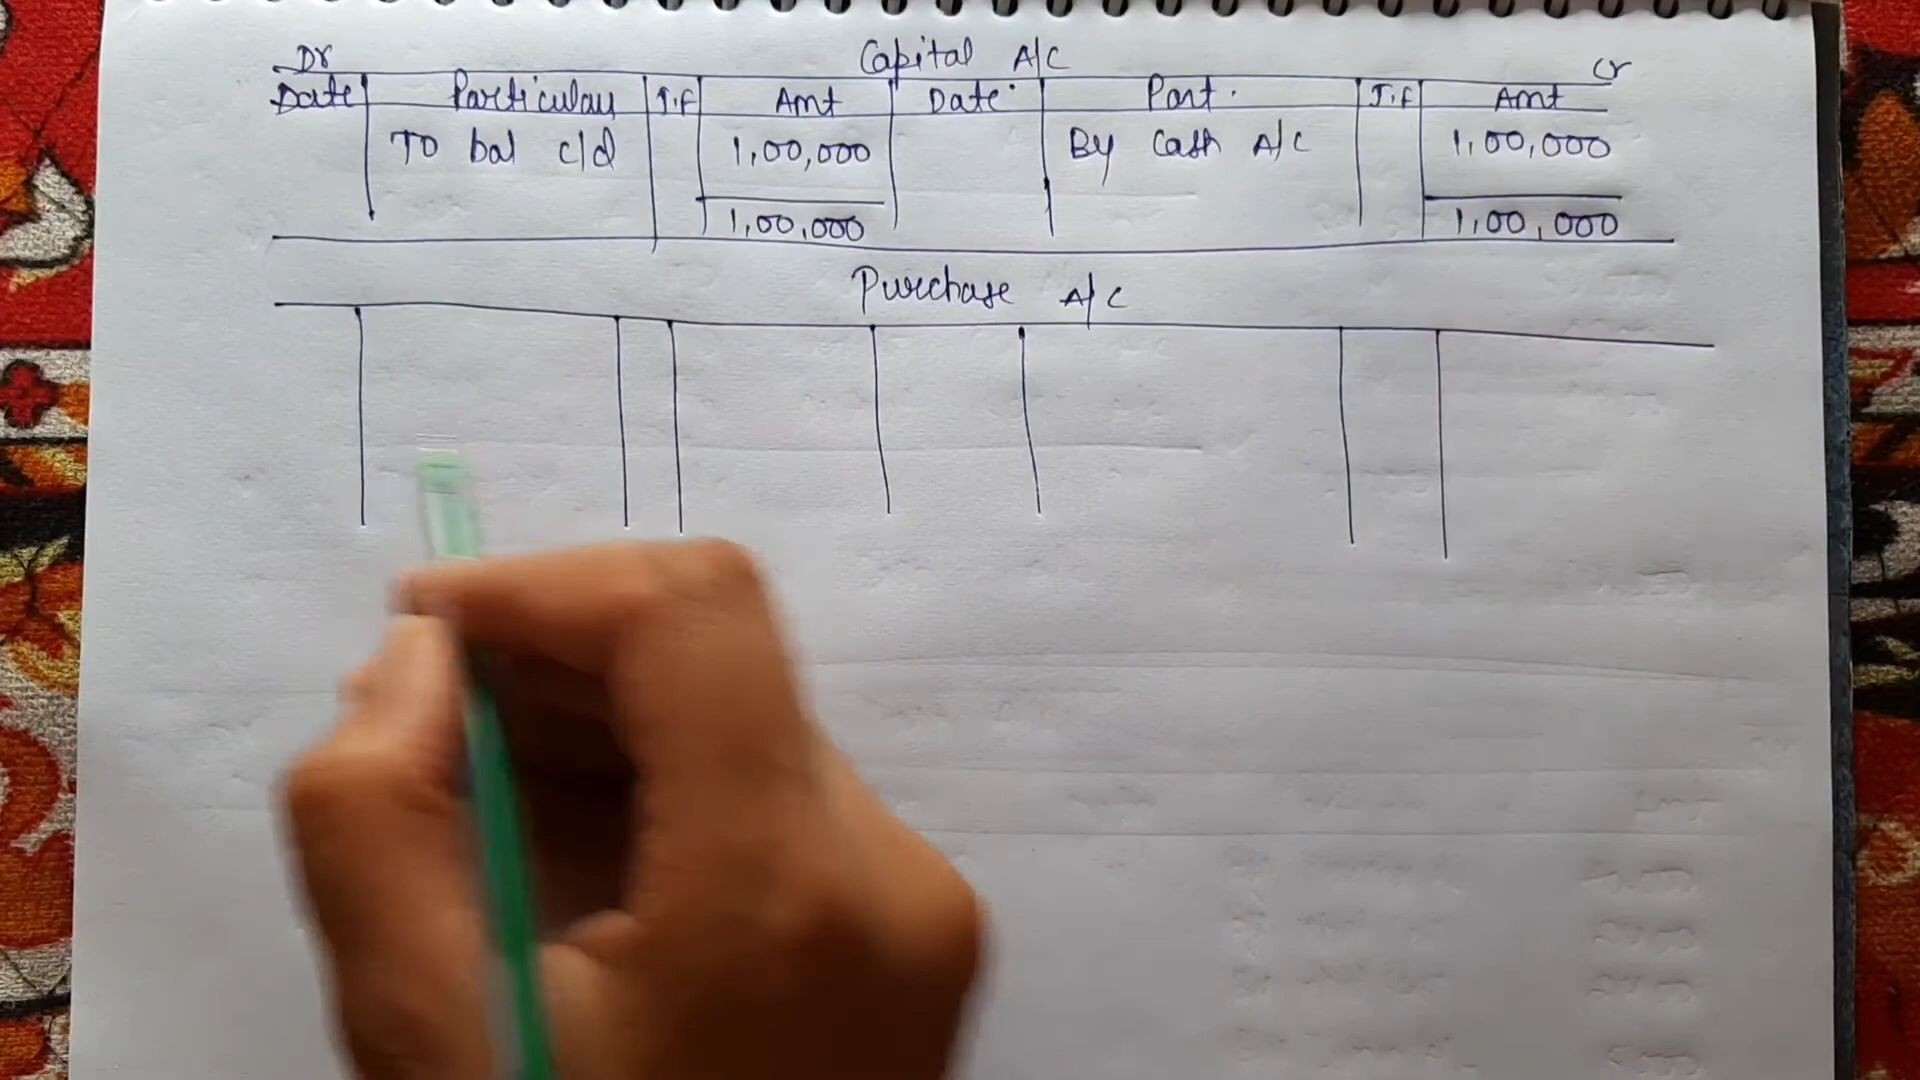 Dr Capital A/C Cr
Date Particulars J.F Amt Date Part. J.F Amt
To bal c/d 1,00,000 By Cash A/C 1,00,000
1,00,000 1,00,000
Purchase A/C